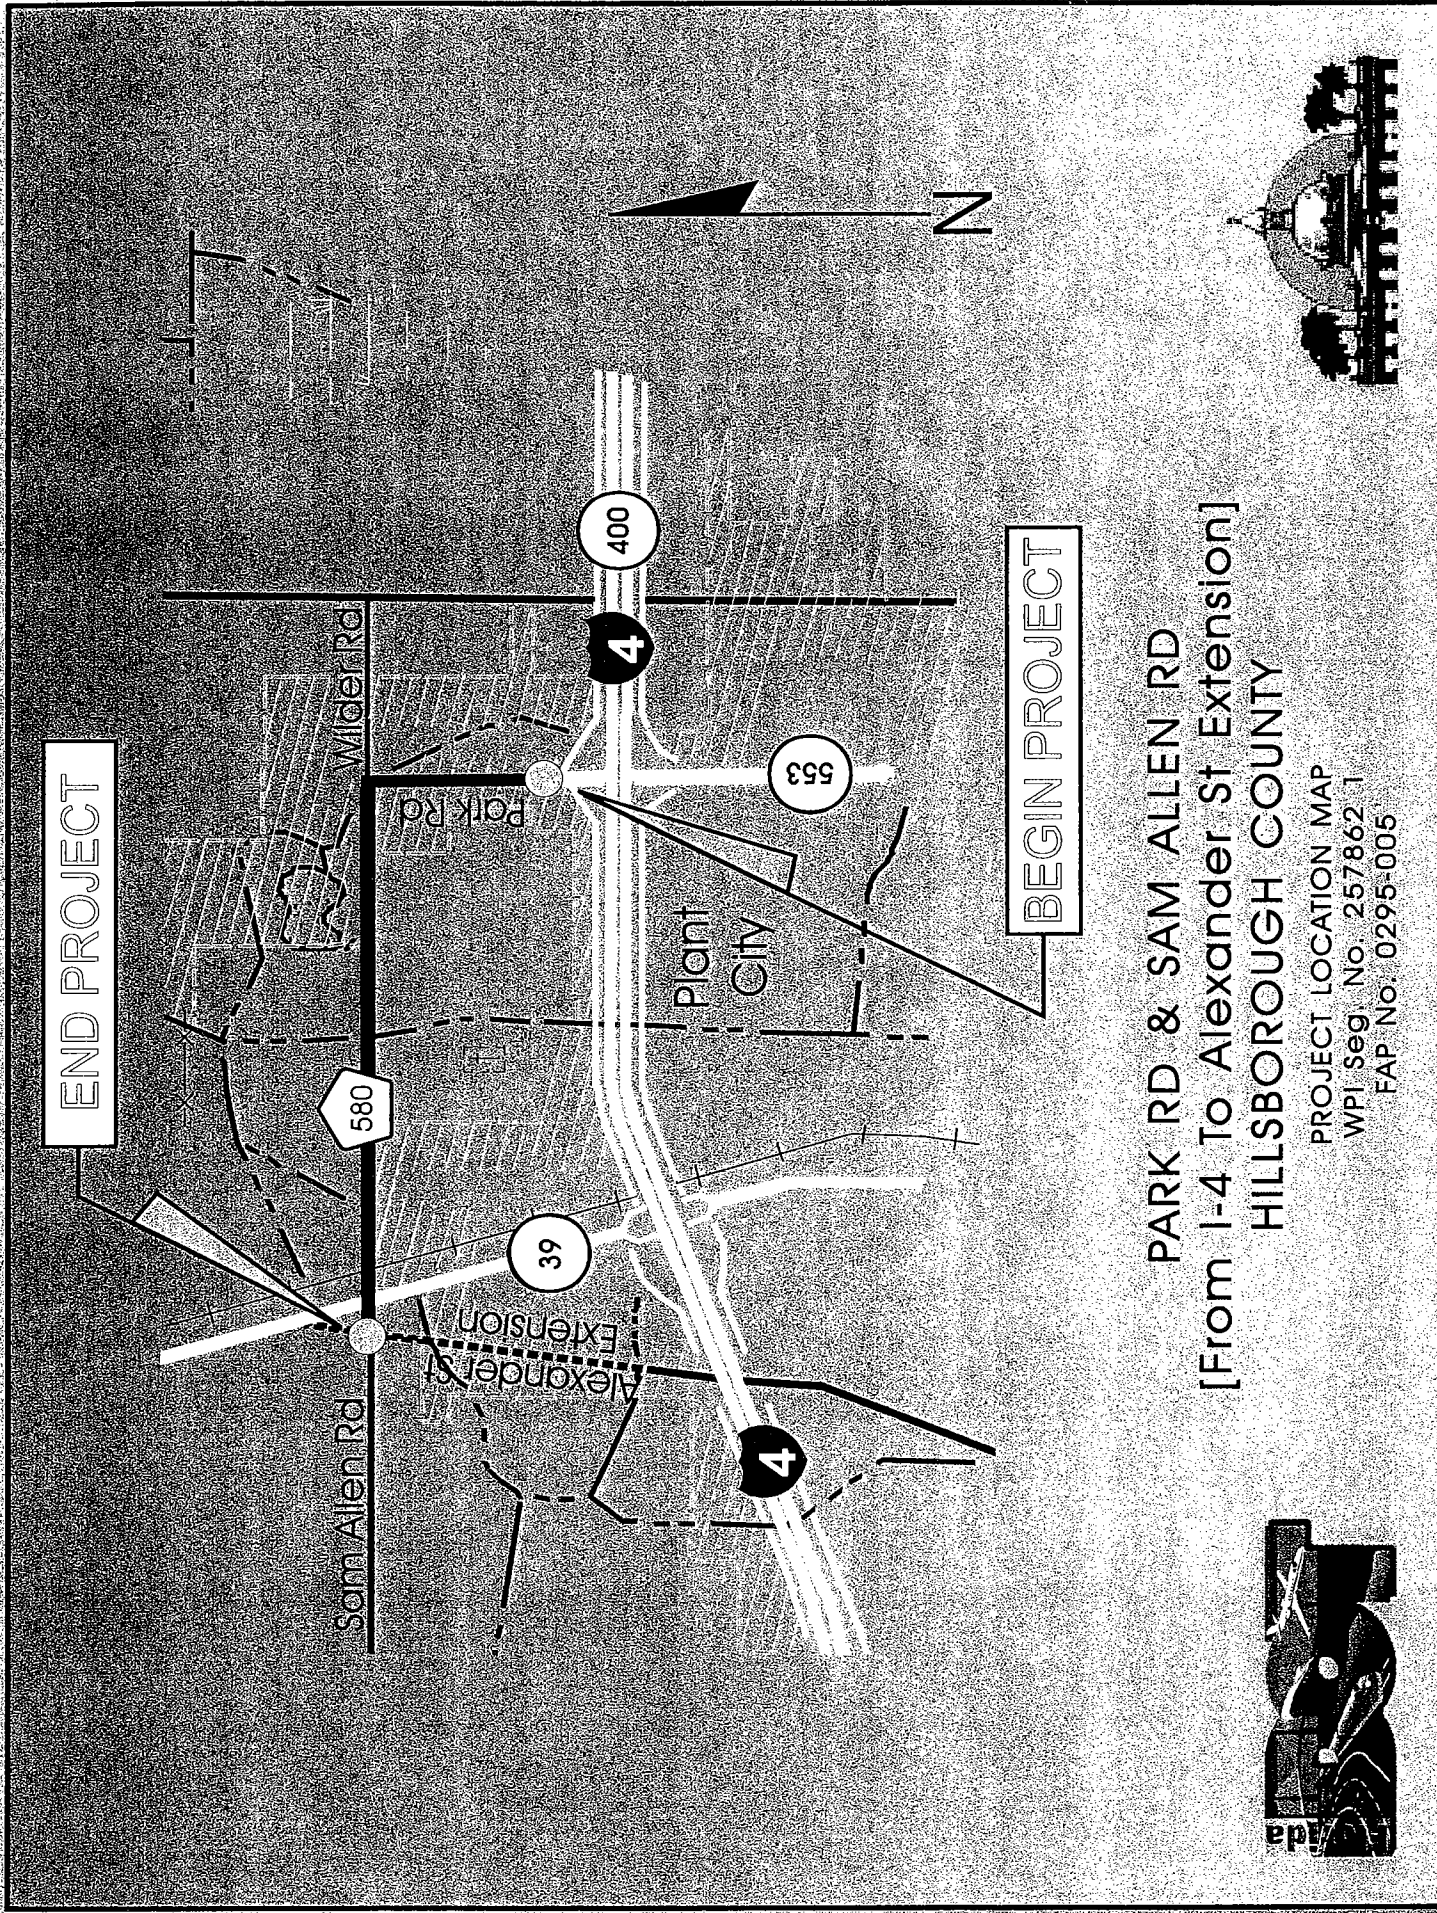 END PROJECT
Wilder Rd
Park Rd
580
400
4
553
39
Plant
City
Sam Allen Rd
Alexander St
Extension
4
N
BEGIN PROJECT
PARK RD & SAM ALLEN RD
[From I-4 To Alexander St Extension]
HILLSBOROUGH COUNTY
PROJECT LOCATION MAP
WPI Seg. No. 257862 1
FAP No. 0295-005